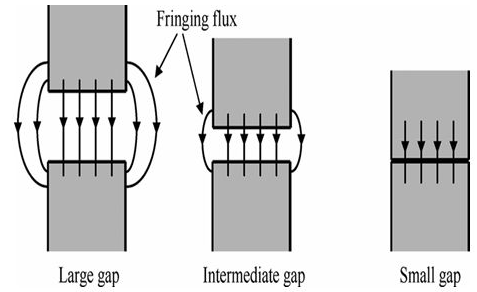 Fringing flux
Large gap
Intermediate gap
Small gap